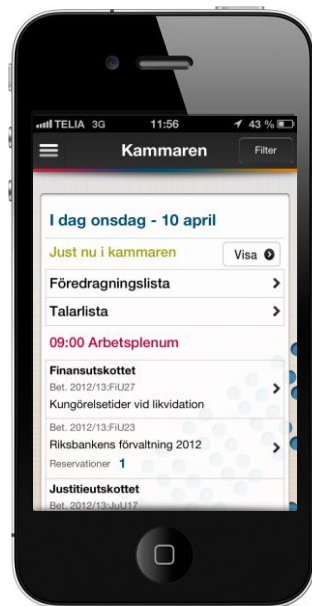 TELIA 3G 11:56 43 %
Kammaren Filter
I dag onsdag - 10 april
Just nu i kammaren Visa
Föredragningslista
Talarlista
09:00 Arbetsplenum
Finansutskottet
Bet. 2012/13:FiU27
Kungörelsetider vid likvidation
Bet. 2012/13:FiU23
Riksbankens förvaltning 2012
Reservationer 1
Justitieutskottet
Bet. 2012/13:JuU17